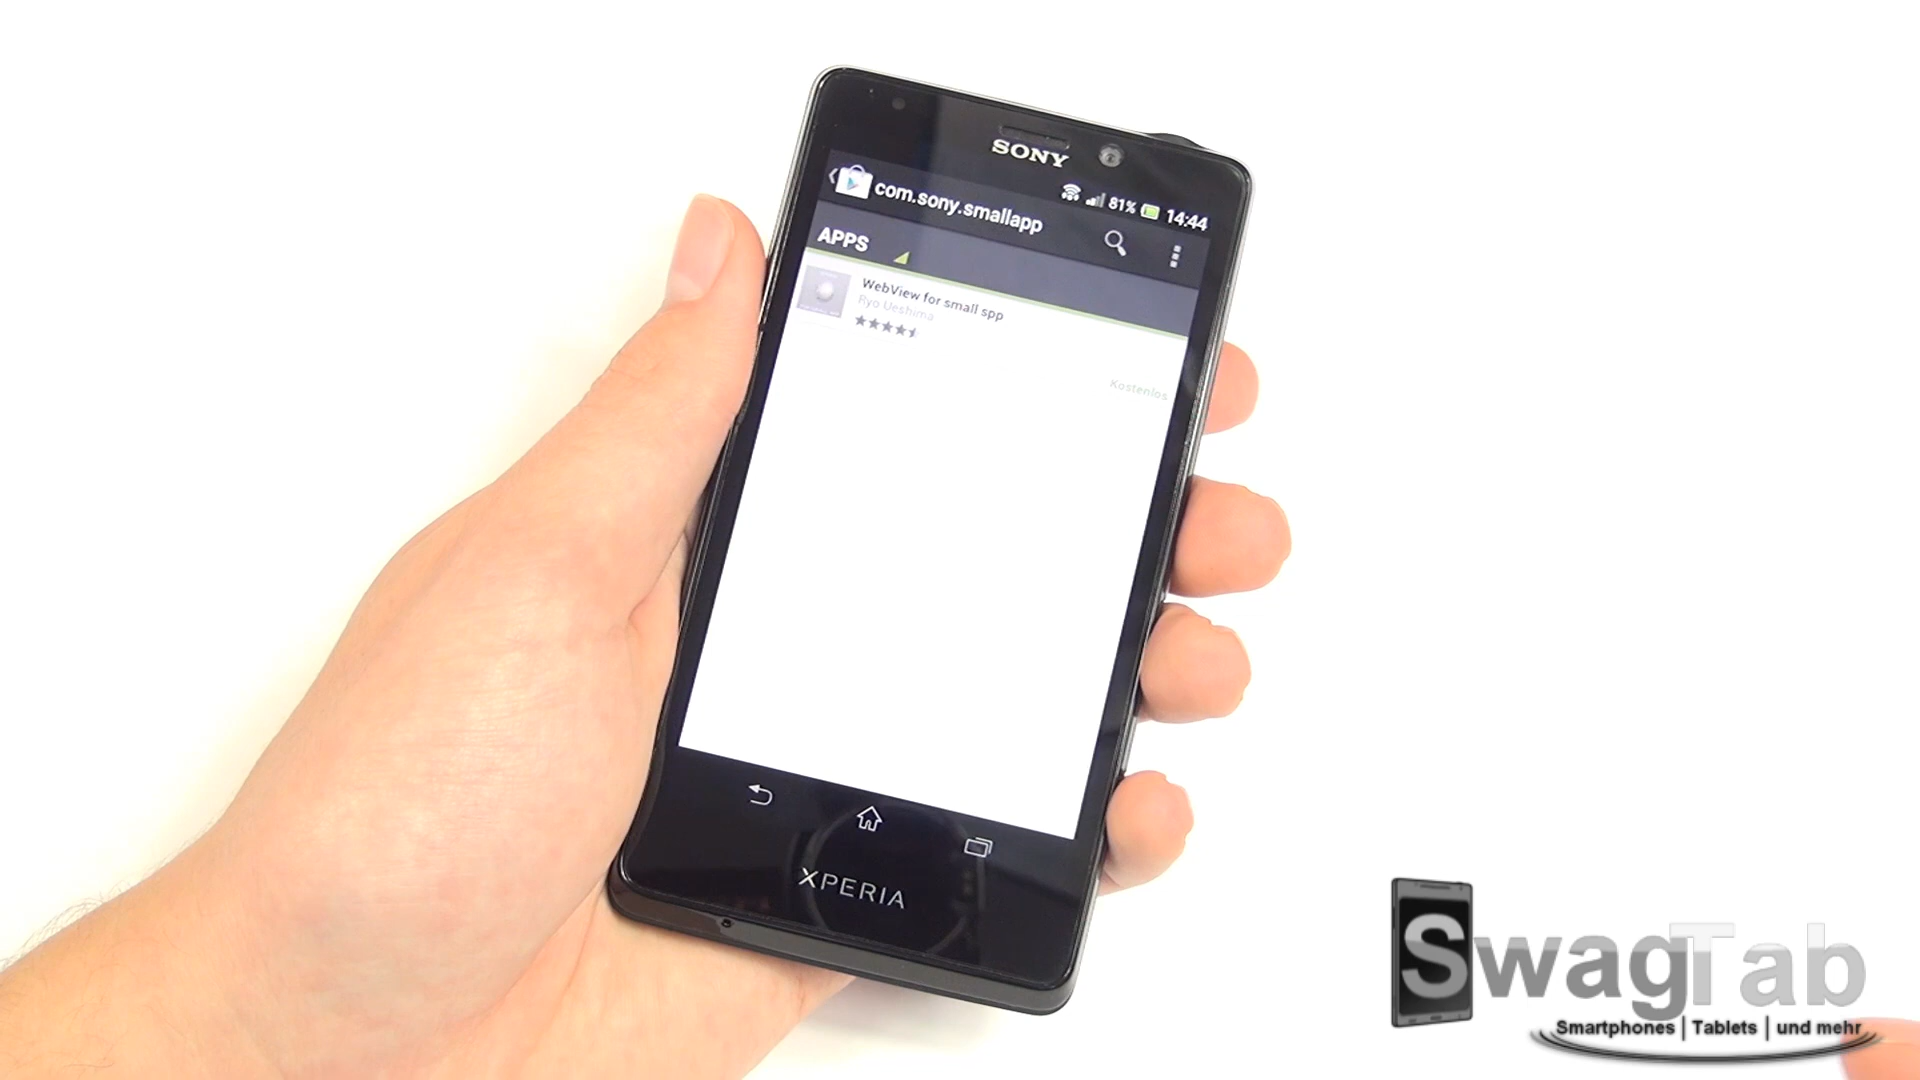 SONY
81% 14:44
com.sony.smallapp
APPS
WebView for small spp
Ryo Ueshima
Kostenlos
XPERIA
SwagTab
Smartphones | Tablets | und mehr